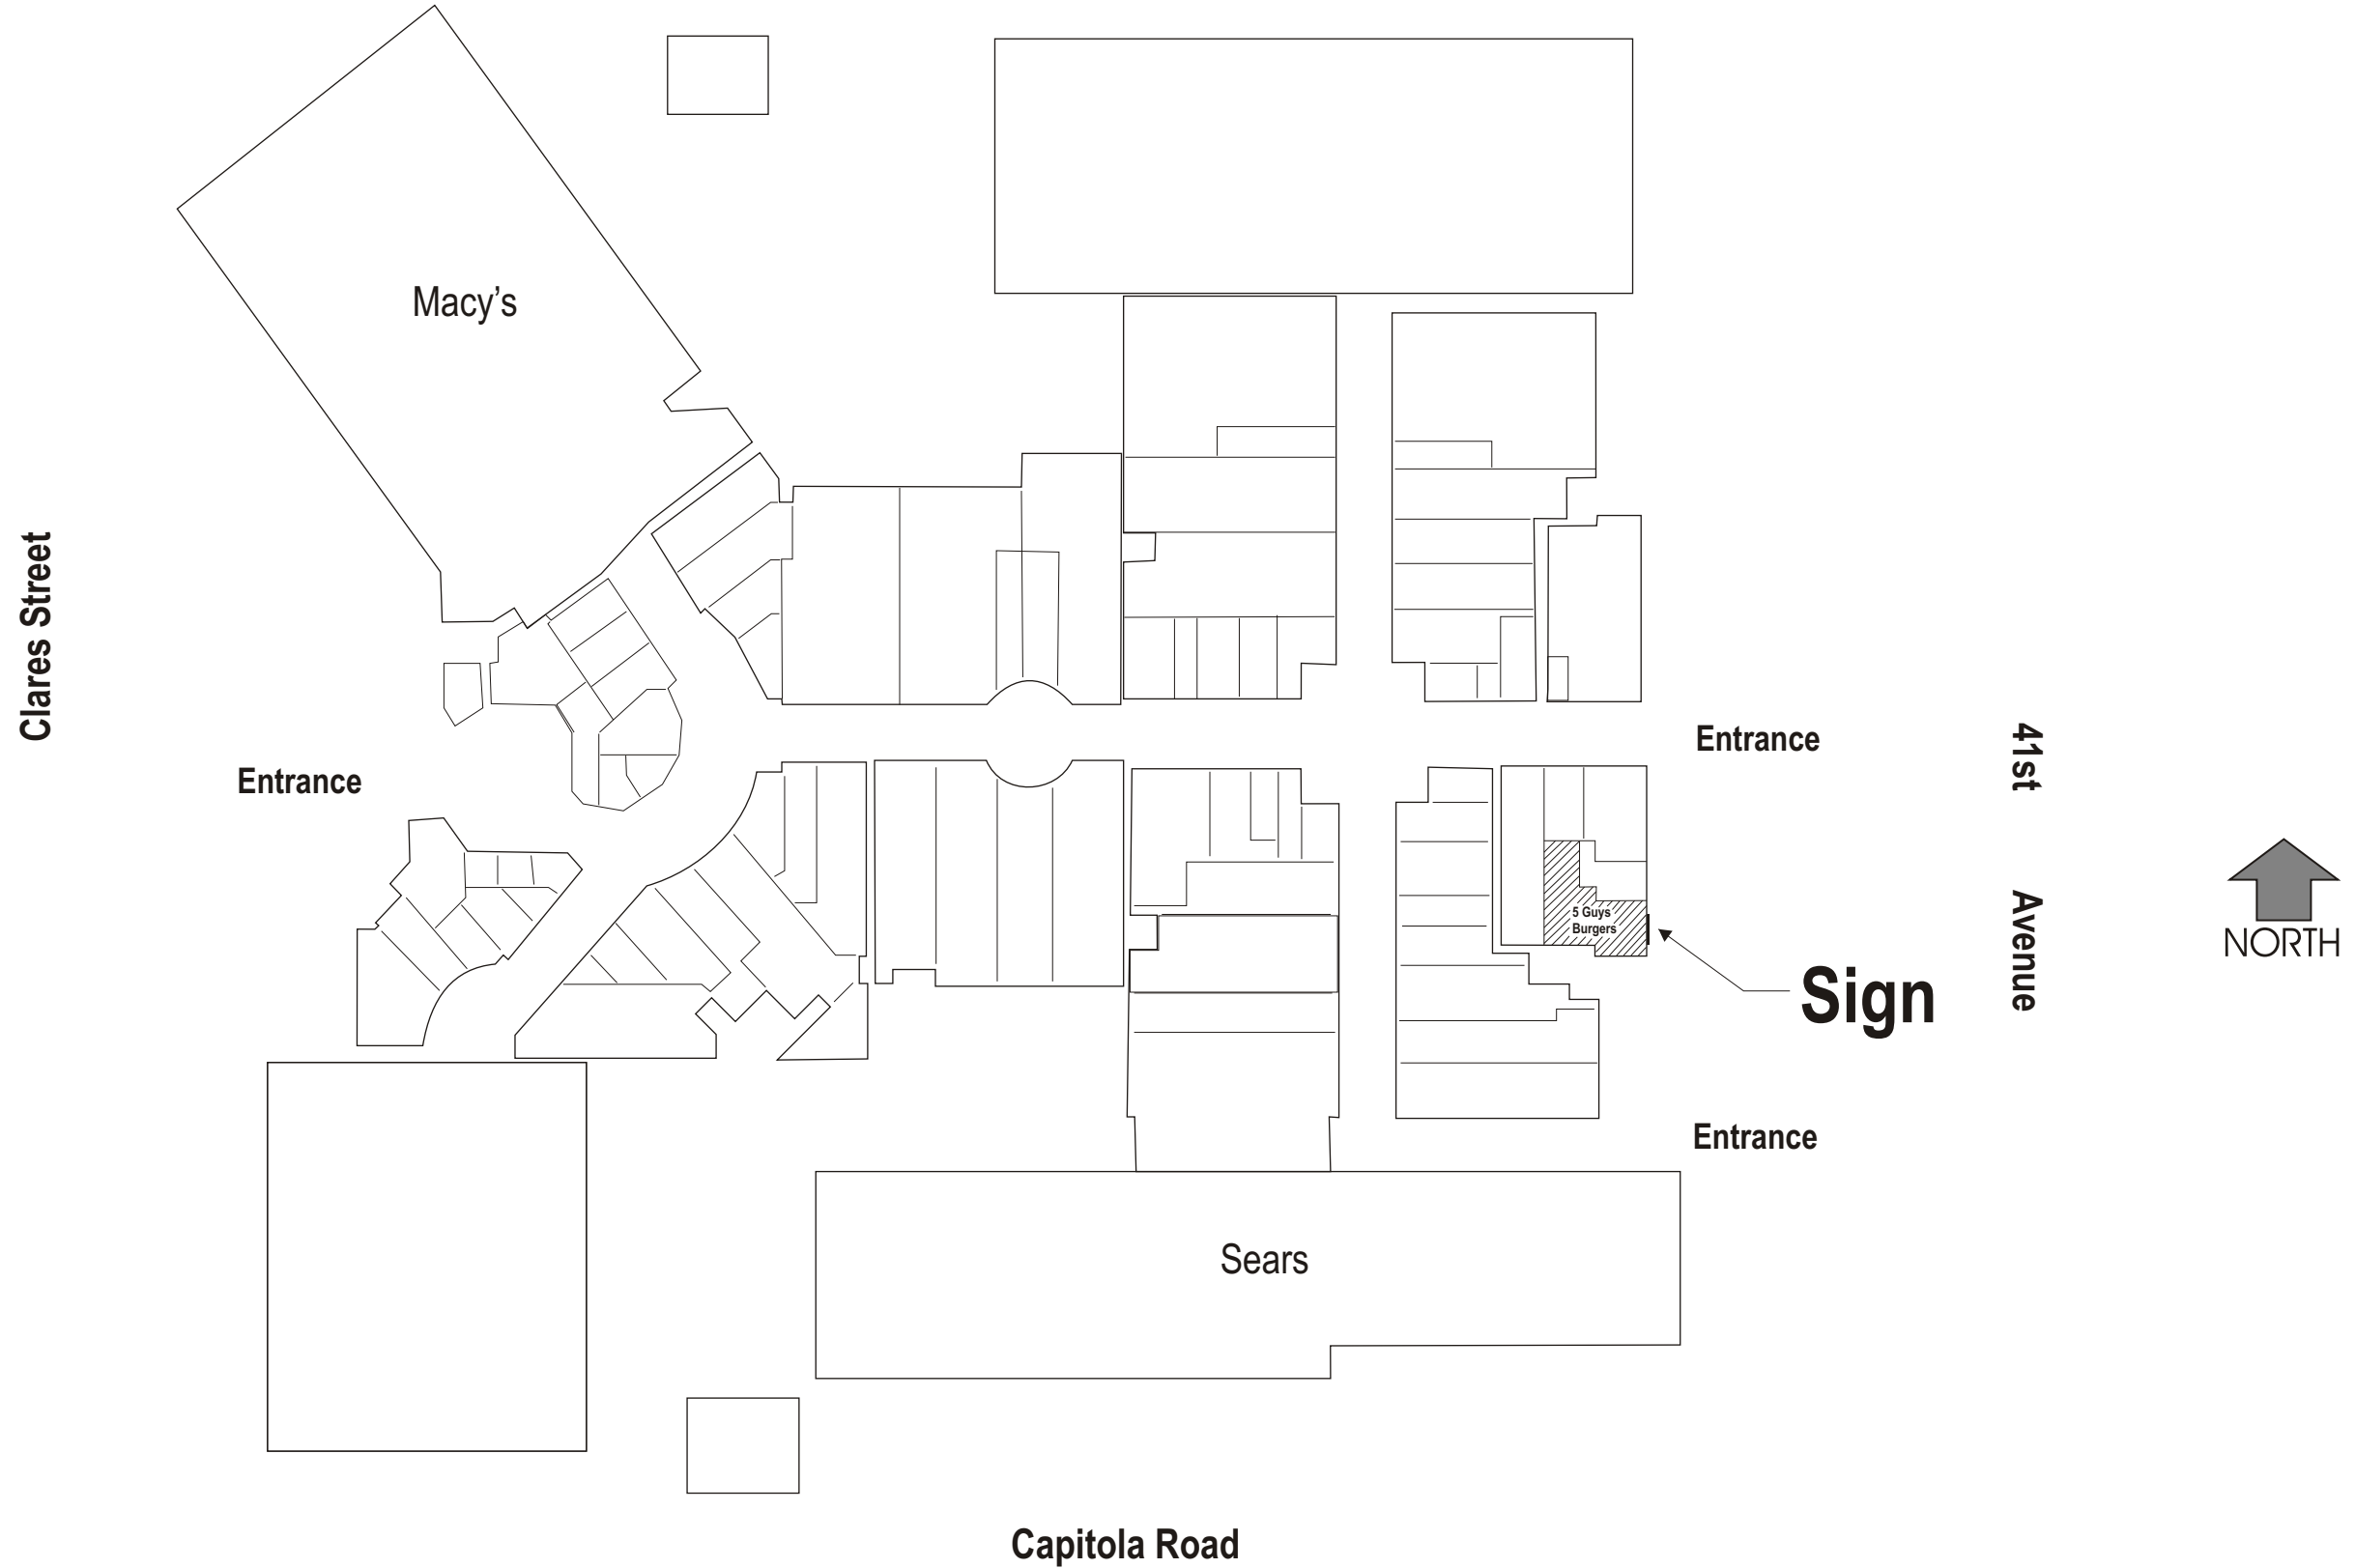 Macy’s
Clares Street
Entrance
Entrance
41st Avenue
5 Guys
Burgers
NORTH
Sign
Entrance
Sears
Capitola Road